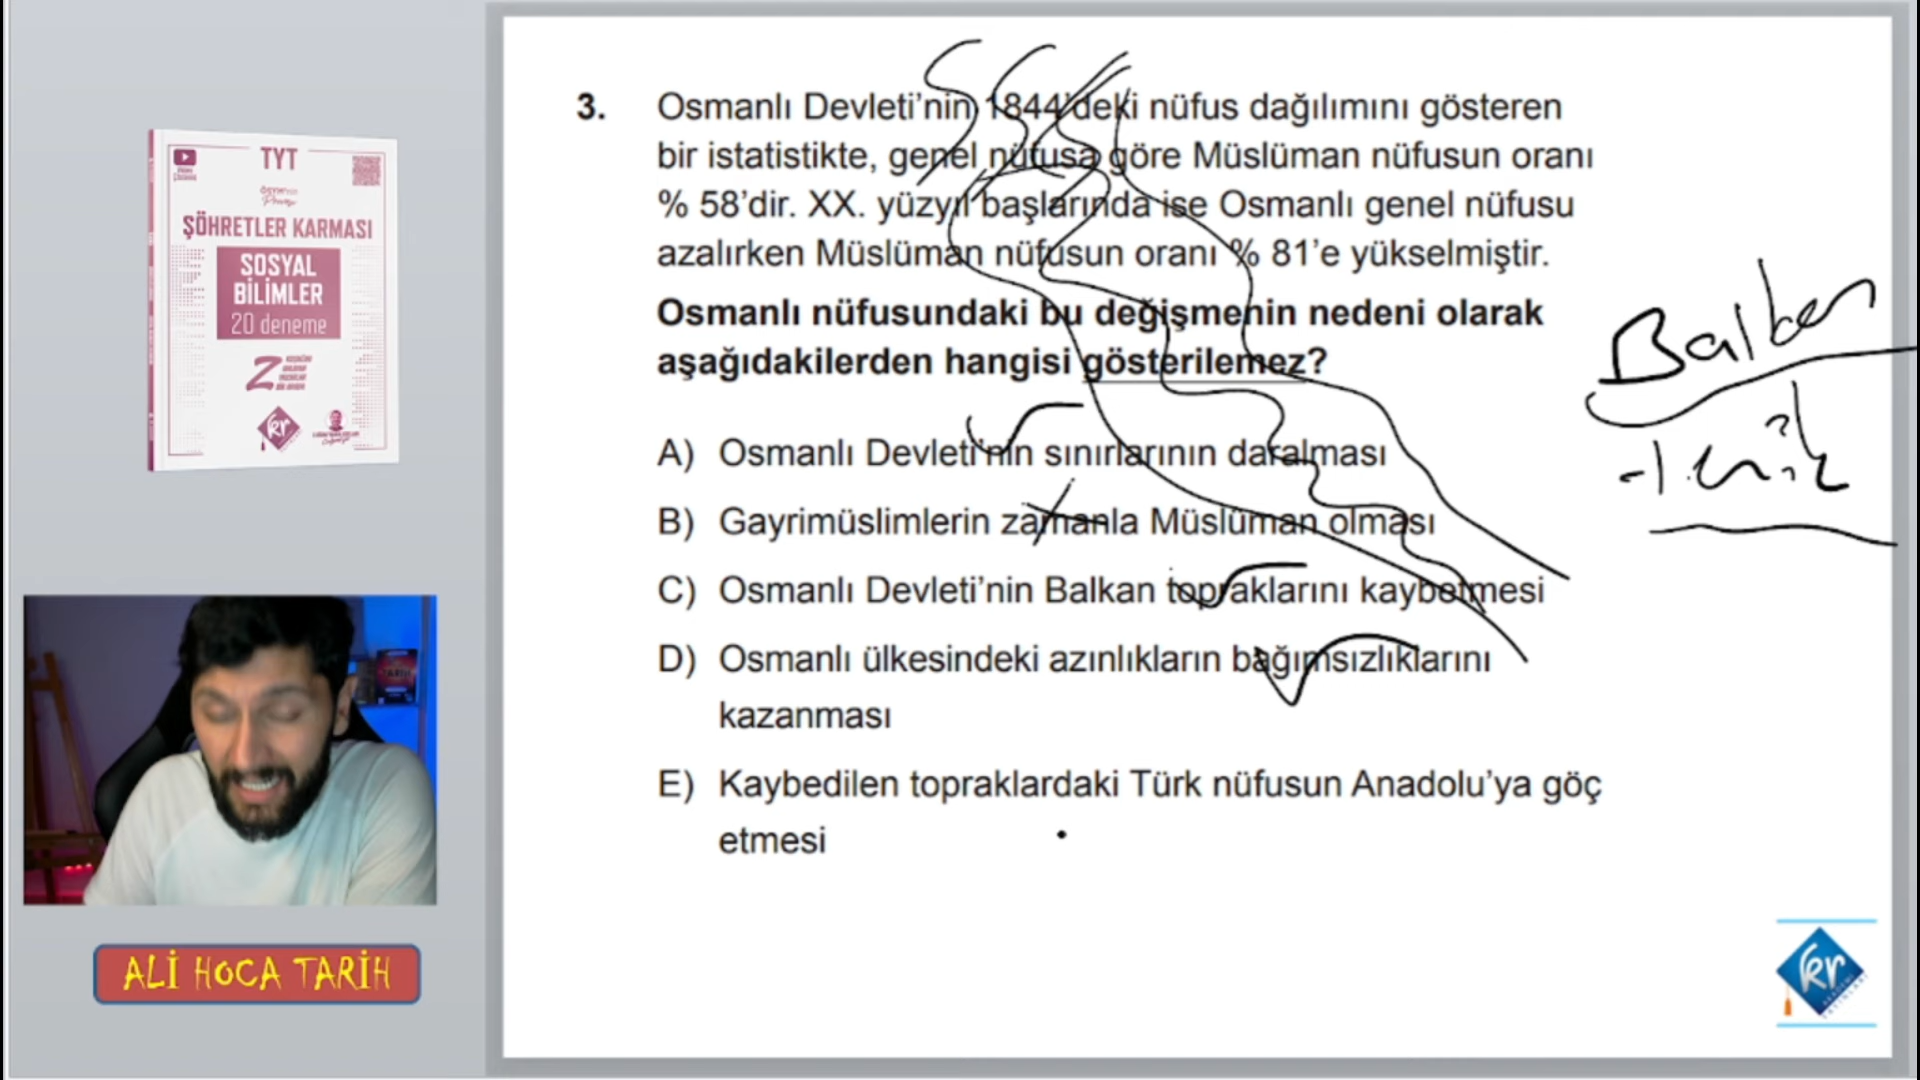 TYT
ÖSYM'nin
ŞÖHRETLER KARMASI
SOSYAL
BİLİMLER
20 deneme
ALİ HOCA TARİH
3. Osmanlı Devleti'nin 1844'deki nüfus dağılımını gösteren
bir istatistikte, genel nüfusa göre Müslüman nüfusun oranı
% 58'dir. XX. yüzyıl başlarında ise Osmanlı genel nüfusu
azalırken Müslüman nüfusun oranı % 81'e yükselmiştir.
Osmanlı nüfusundaki bu değişmenin nedeni olarak
aşağıdakilerden hangisi gösterilemez?
A) Osmanlı Devleti'nin sınırlarının daralması
B) Gayrimüslimlerin zamanla Müslüman olması
C) Osmanlı Devleti'nin Balkan topraklarını kaybetmesi
D) Osmanlı ülkesindeki azınlıkların bağımsızlıklarını
kazanması
E) Kaybedilen topraklardaki Türk nüfusun Anadolu'ya göç
etmesi
Balkan
kr